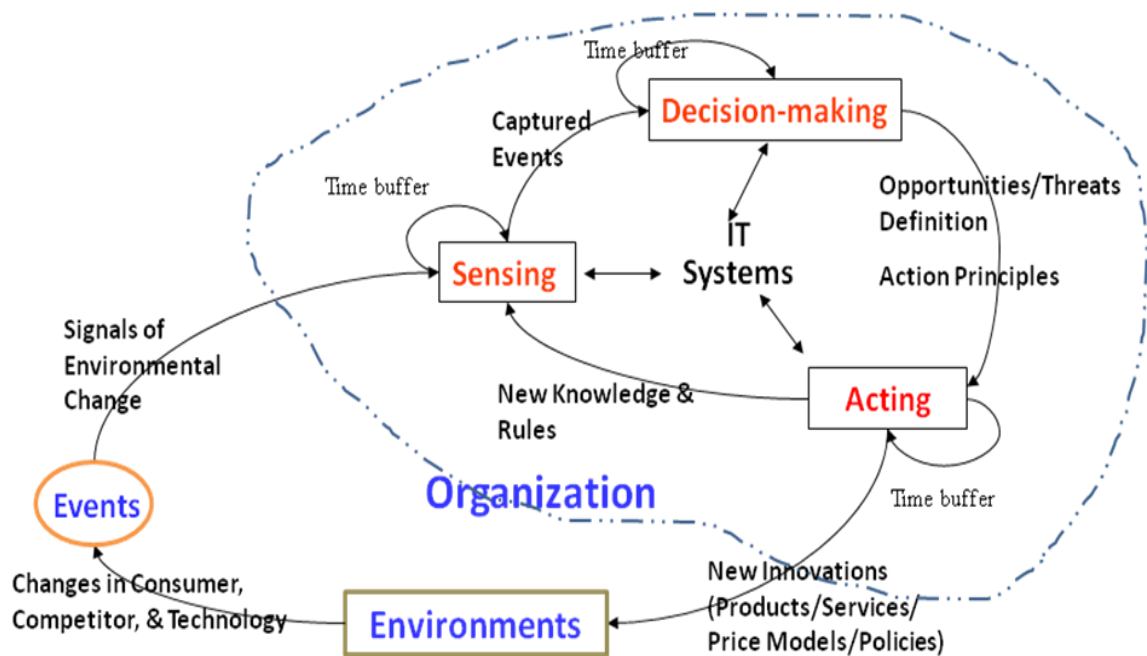 Time buffer
Decision-making
Captured
Events
Time buffer
Opportunities/Threats
Definition
Action Principles
IT
Systems
Sensing
Signals of
Environmental
Change
New Knowledge &
Rules
Acting
Time buffer
Organization
Events
Changes in Consumer,
Competitor, & Technology
Environments
New Innovations
(Products/Services/
Price Models/Policies)